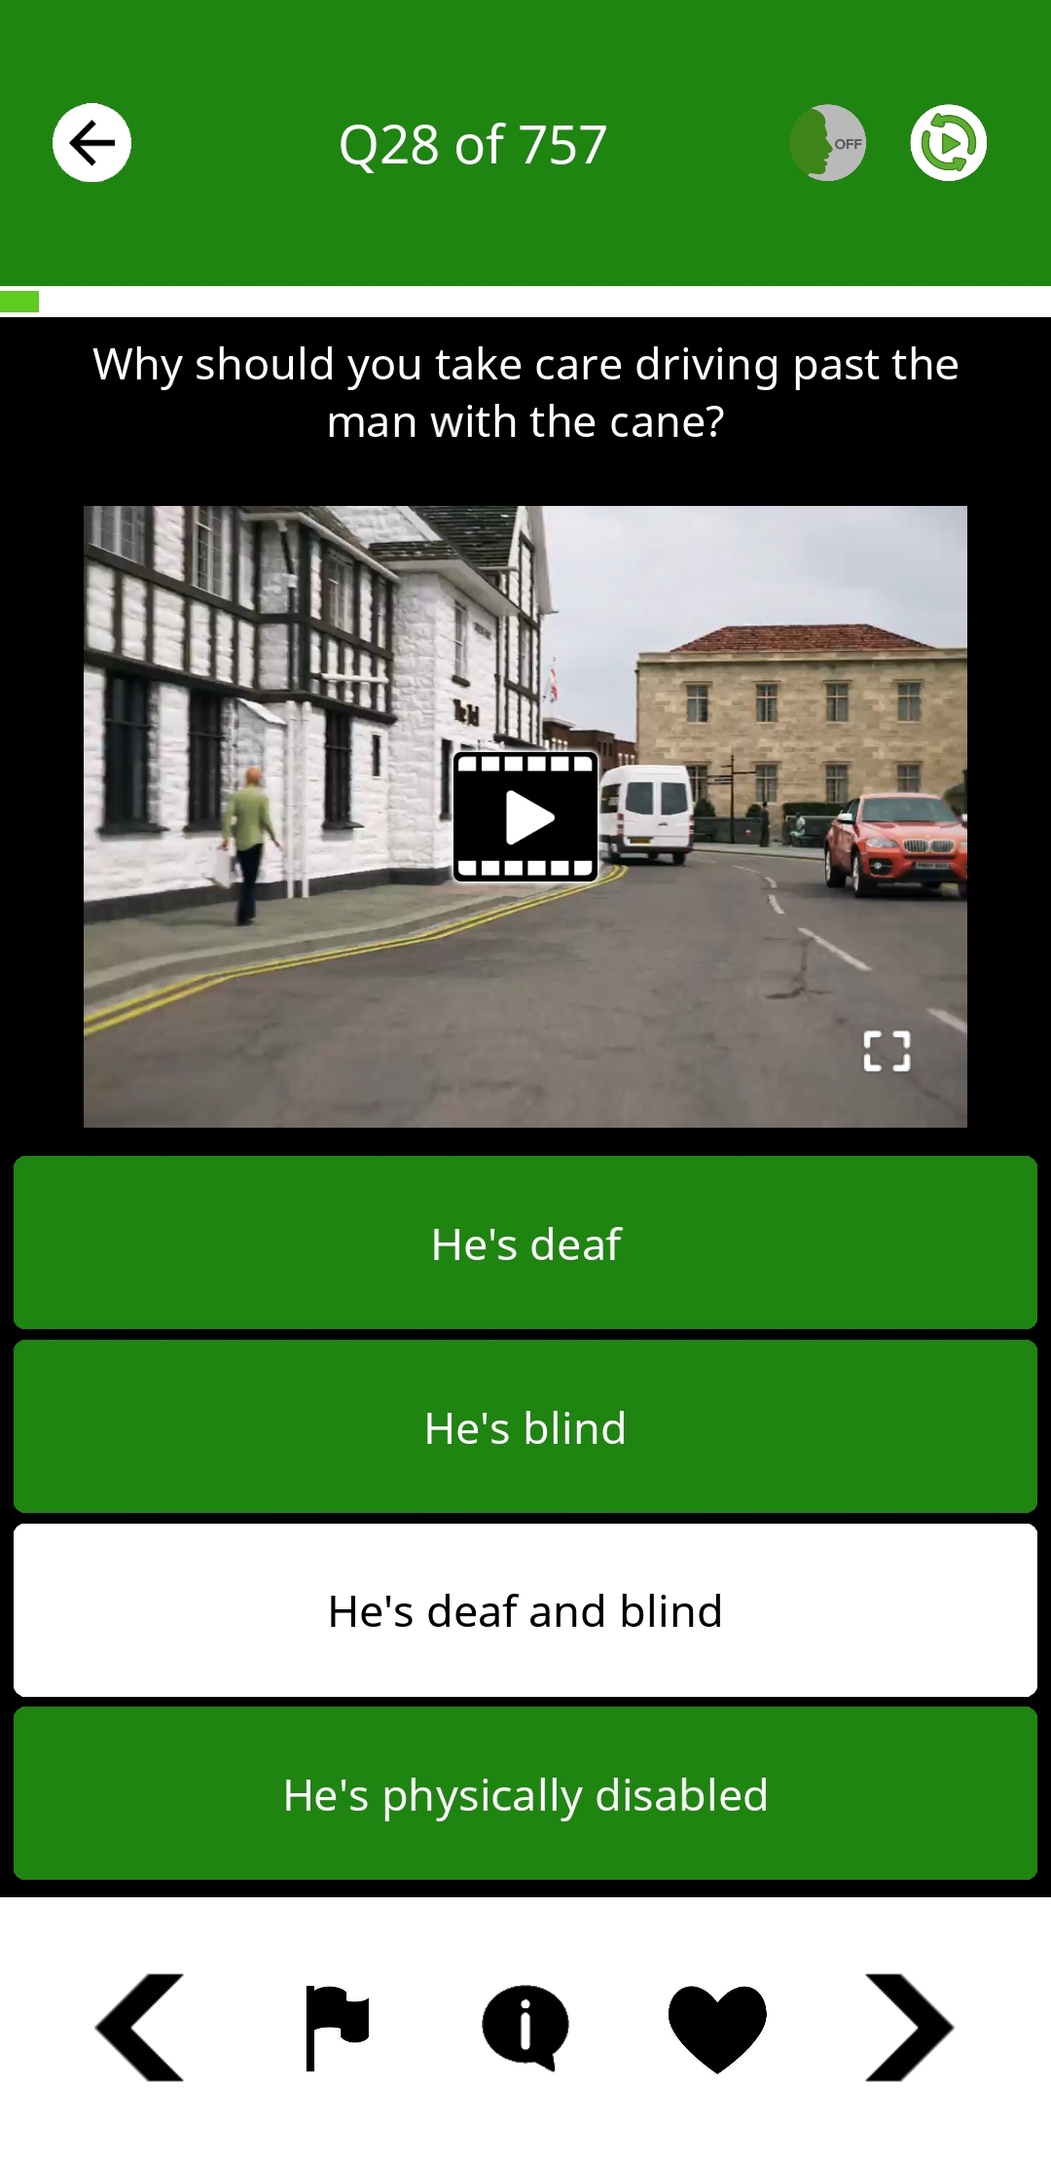 Q28 of 757
OFF
Why should you take care driving past the
man with the cane?
He's deaf
He's blind
He's deaf and blind
He's physically disabled